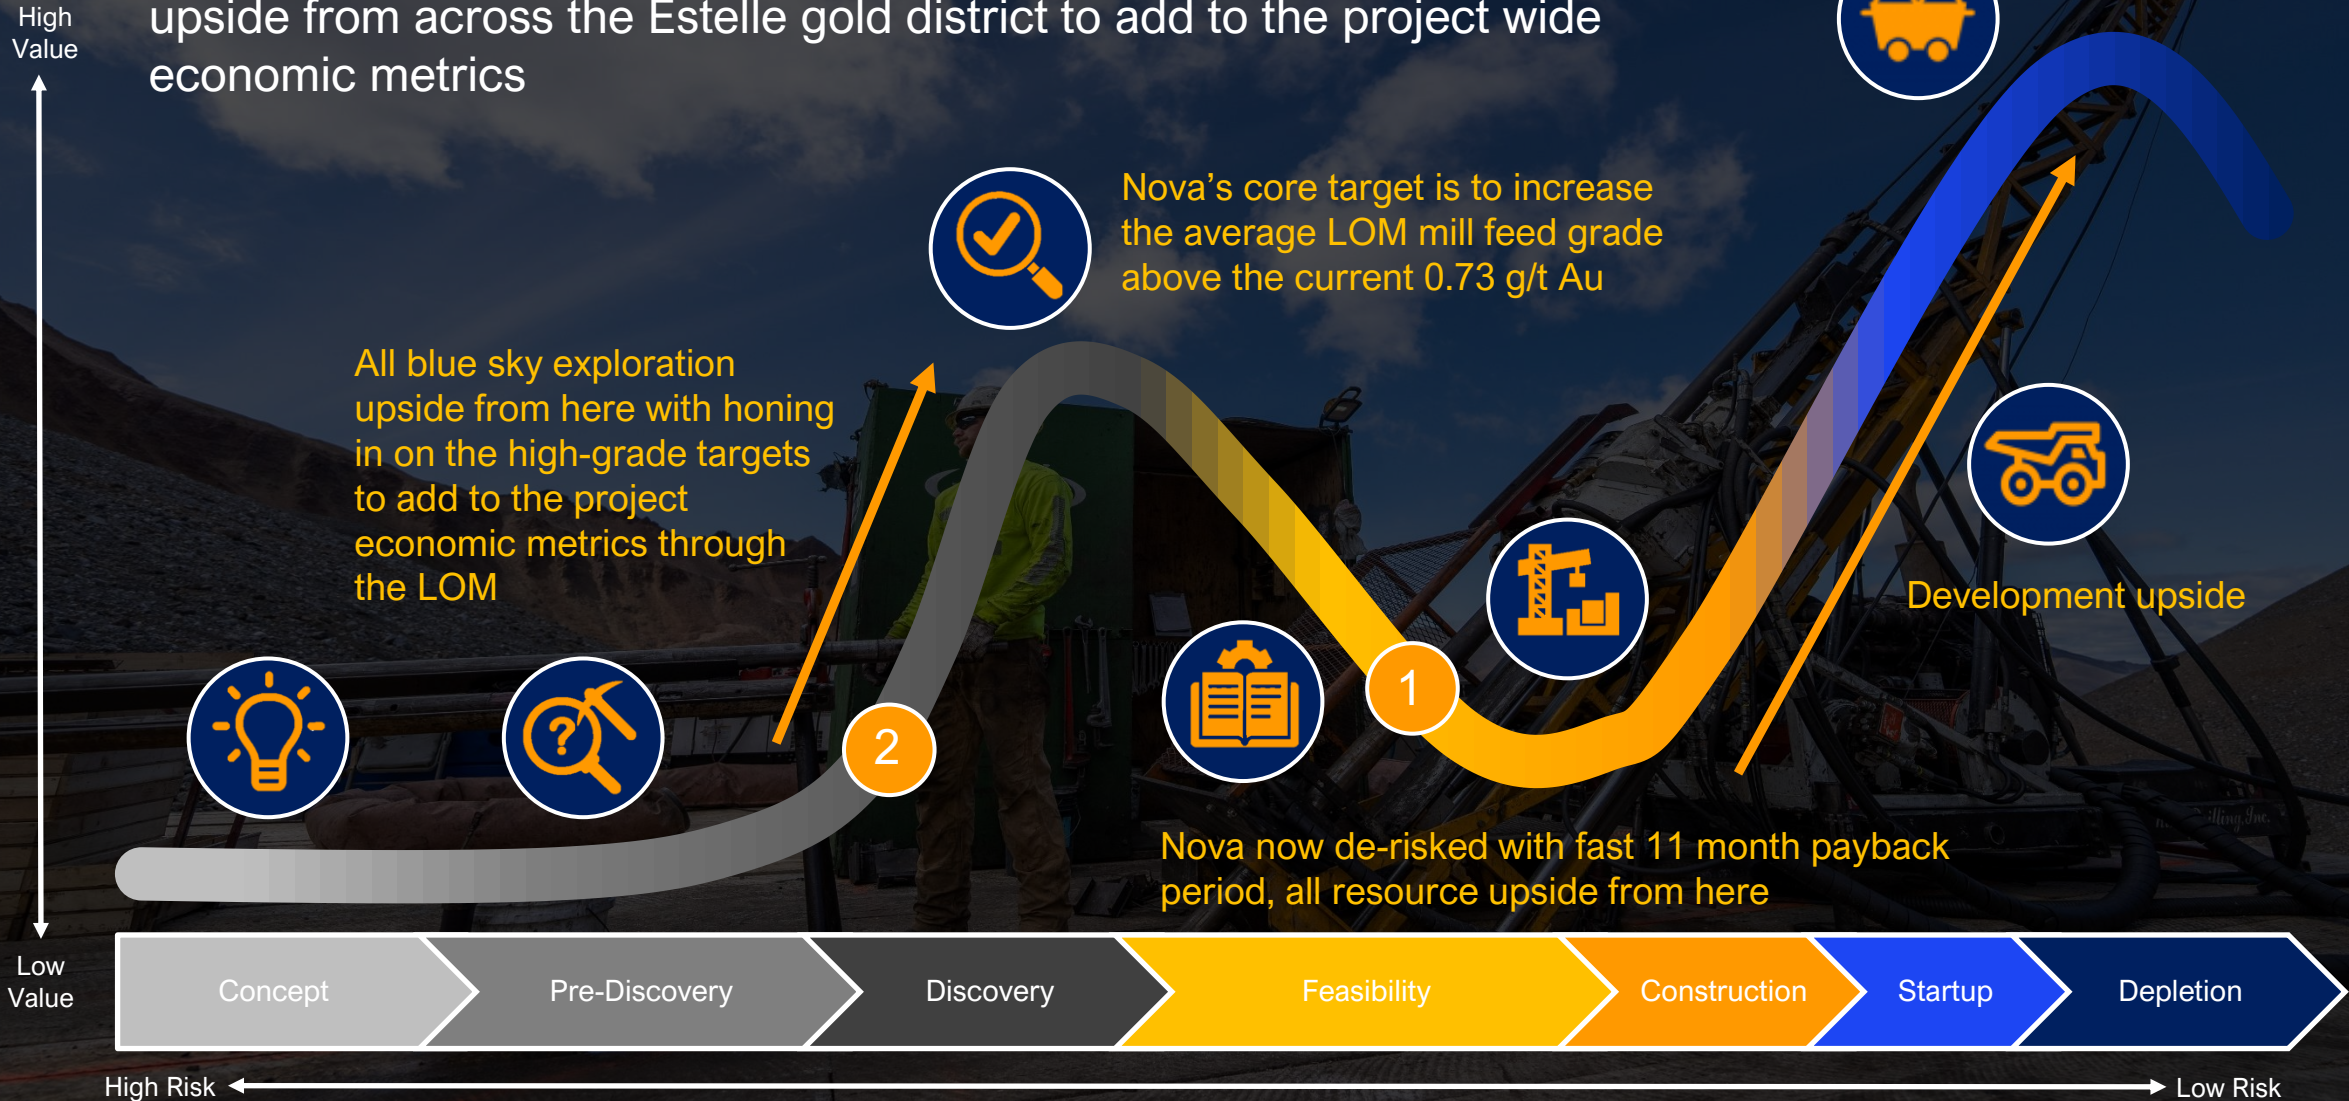 High
Value
upside from across the Estelle gold district to add to the project wide
economic metrics
Nova’s core target is to increase
the average LOM mill feed grade
above the current 0.73 g/t Au
All blue sky exploration
upside from here with honing
in on the high-grade targets
to add to the project
economic metrics through
the LOM
?
Development upside
1
2
Nova now de-risked with fast 11 month payback
period, all resource upside from here
Low
Value
Concept
Pre-Discovery
Discovery
Feasibility
Construction
Startup
Depletion
High Risk
Low Risk